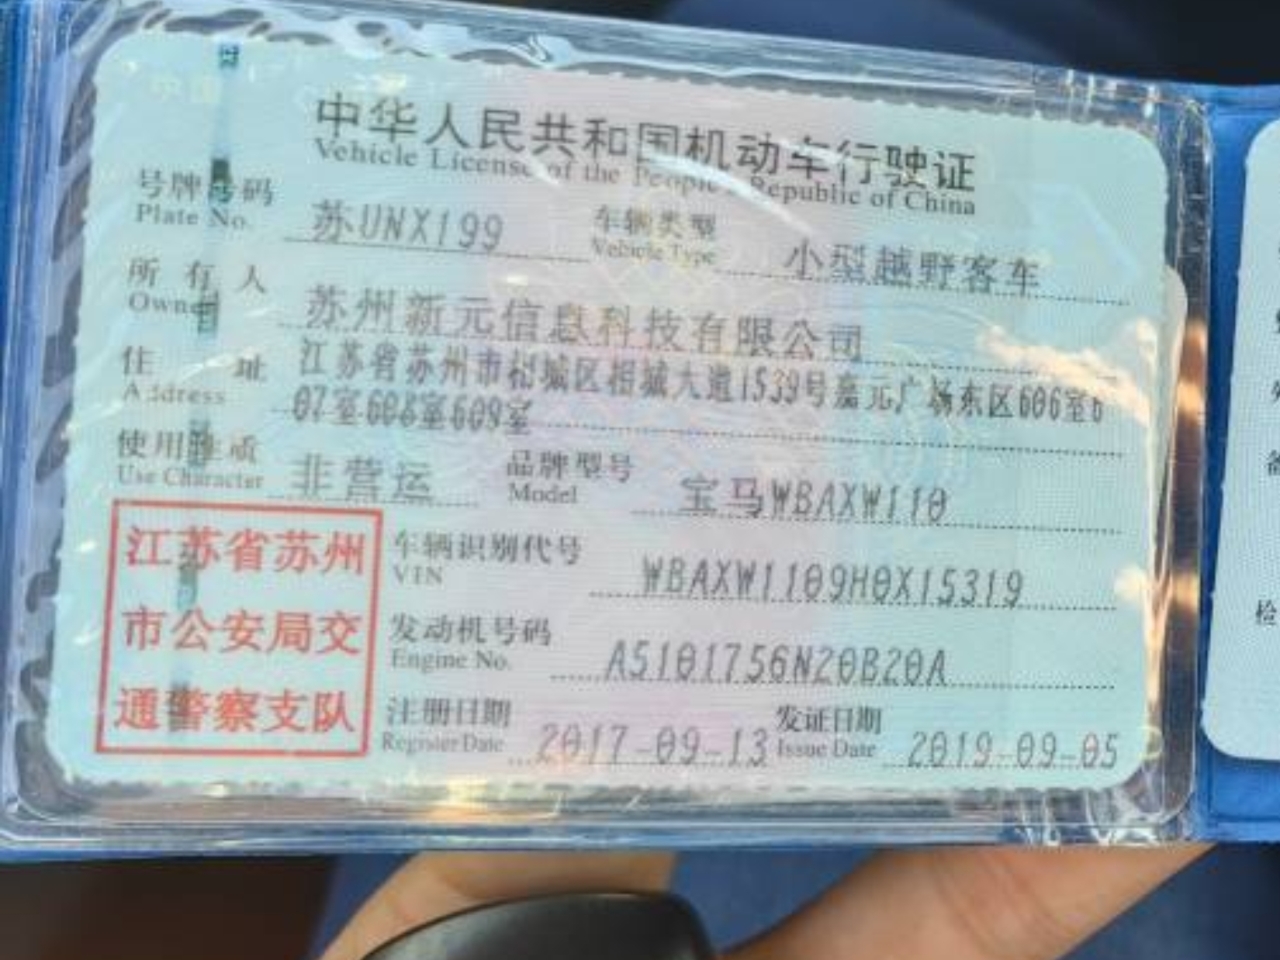 中华人民共和国机动车行驶证
Vehicle License of the People's Republic of China
号牌号码 苏UNX199 车辆类型 小型越野客车
Plate No. Vehicle Type
所有人 苏州新元信息科技有限公司
Owner
住址 江苏省苏州市相城区相城大道1539号嘉元广场东区606室6
Address 07室608室609室
使用性质 非营运 品牌型号 宝马WBAXW110
Use Character Model
江苏省苏州
市公安局交
通警察支队
车辆识别代号 WBAXW1109H0X15319
VIN
发动机号码 A5101756N20B20A
Engine No.
注册日期 2017-09-13 发证日期 2019-09-05
Register Date Issue Date